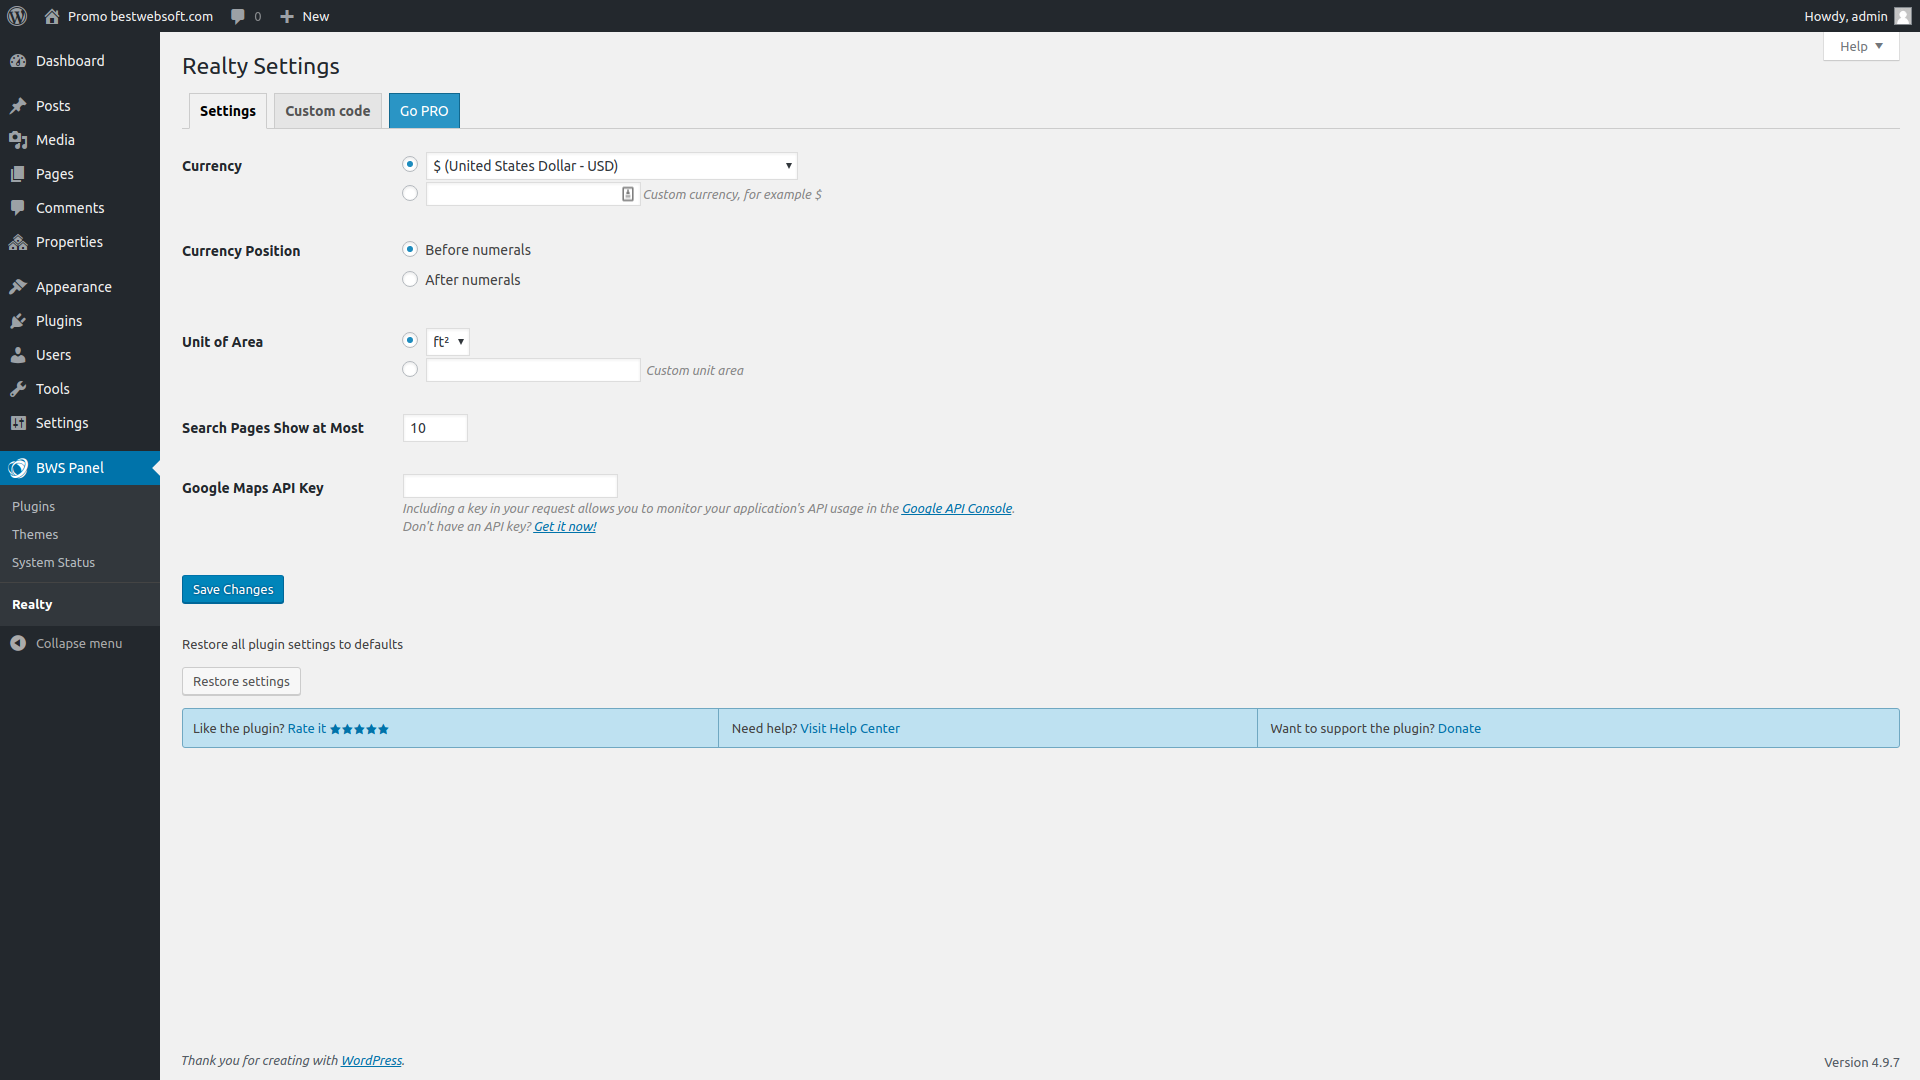 Promo bestwebsoft.com 0 New Howdy, admin
Help
Dashboard
Posts
Media
Pages
Comments
Properties
Appearance
Plugins
Users
Tools
Settings
BWS Panel
Plugins
Themes
System Status
Realty
Collapse menu
Realty Settings
Settings Custom code Go PRO
Currency
$ (United States Dollar - USD)
Custom currency, for example $
Currency Position
Before numerals
After numerals
Unit of Area
ft²
Custom unit area
Search Pages Show at Most 10
Google Maps API Key
Including a key in your request allows you to monitor your application's API usage in the Google API Console.
Don't have an API key? Get it now!
Save Changes
Restore all plugin settings to defaults
Restore settings
Like the plugin? Rate it ★★★★★ Need help? Visit Help Center Want to support the plugin? Donate
Thank you for creating with WordPress. Version 4.9.7